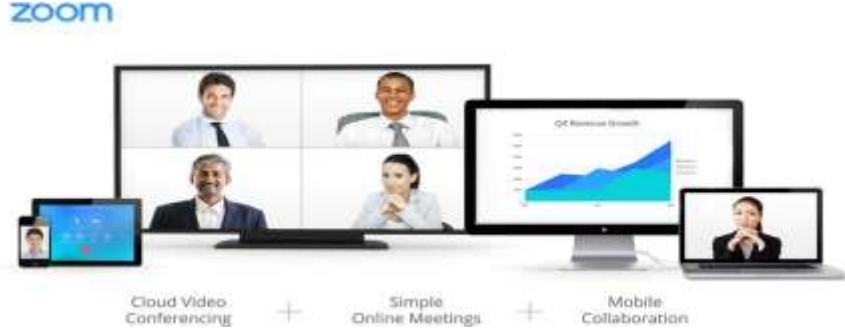 zoom
Q4 Revenue Growth
Cloud Video
Conferencing
+
Simple
Online Meetings
+
Mobile
Collaboration